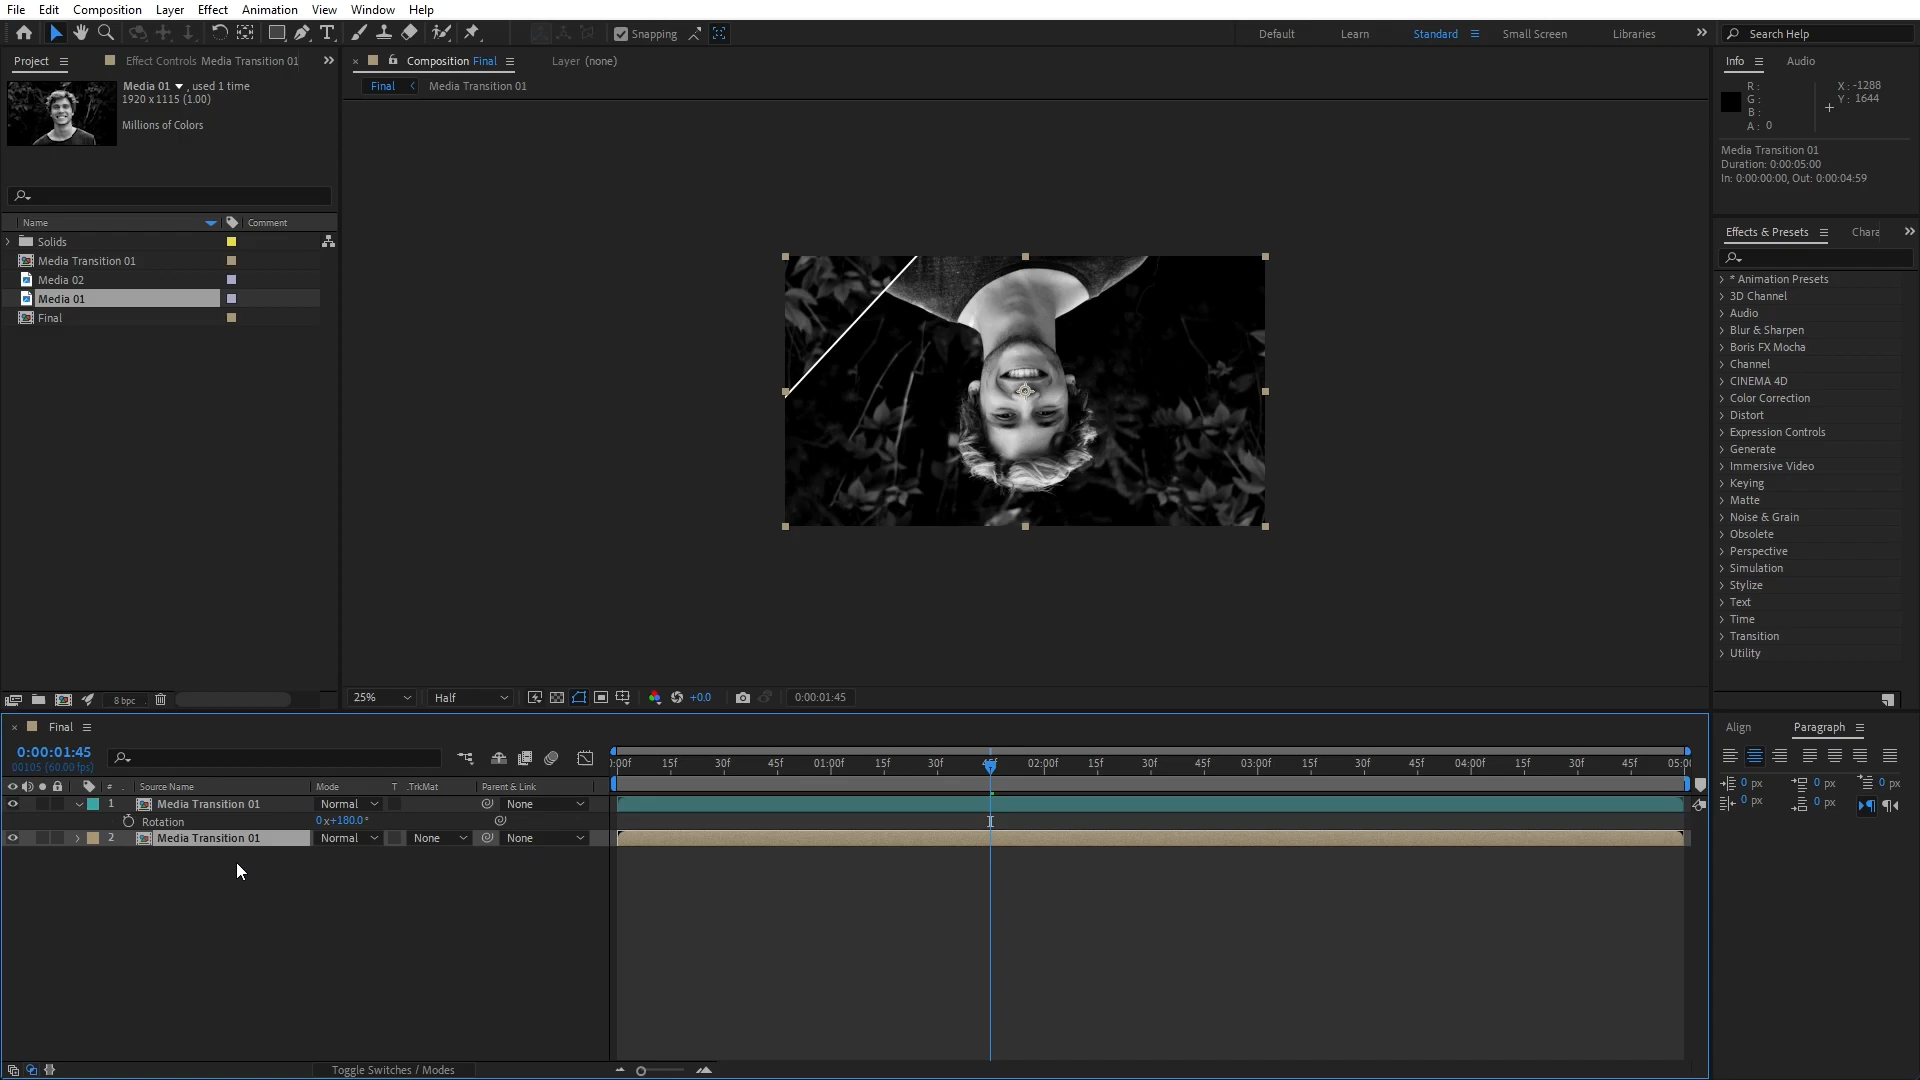 File Edit Composition Layer Effect Animation View Window Help
Snapping
Default Learn Standard Small Screen Libraries
Search Help
Project
Effect Controls Media Transition 01
Media 01 , used 1 time
1920 x 1115 (1.00)
Millions of Colors
Name Comment
Solids
Media Transition 01
Media 02
Media 01
Final
8 bpc
Composition Final
Layer (none)
Final
Media Transition 01
25%
Half
+0.0
0:00:01:45
Info Audio
R :
G :
B :
A : 0
X : -1288
Y : 1644
Media Transition 01
Duration: 0:00:05:00
In: 0:00:00:00, Out: 0:00:04:59
Effects & Presets Chara
* Animation Presets
3D Channel
Audio
Blur & Sharpen
Boris FX Mocha
Channel
CINEMA 4D
Color Correction
Distort
Expression Controls
Generate
Immersive Video
Keying
Matte
Noise & Grain
Obsolete
Perspective
Simulation
Stylize
Text
Time
Transition
Utility
Final
0:00:01:45
00105 (60.00 fps)
# Source Name Mode T .TrkMat Parent & Link
1 Media Transition 01 Normal None
Rotation 0x+180.0°
2 Media Transition 01 Normal None None
):00f 15f 30f 45f 01:00f 15f 30f 45f 02:00f 15f 30f 45f 03:00f 15f 30f 45f 04:00f 15f 30f 45f 05:00
Toggle Switches / Modes
Align Paragraph
0 px 0 px 0 px
0 px 0 px